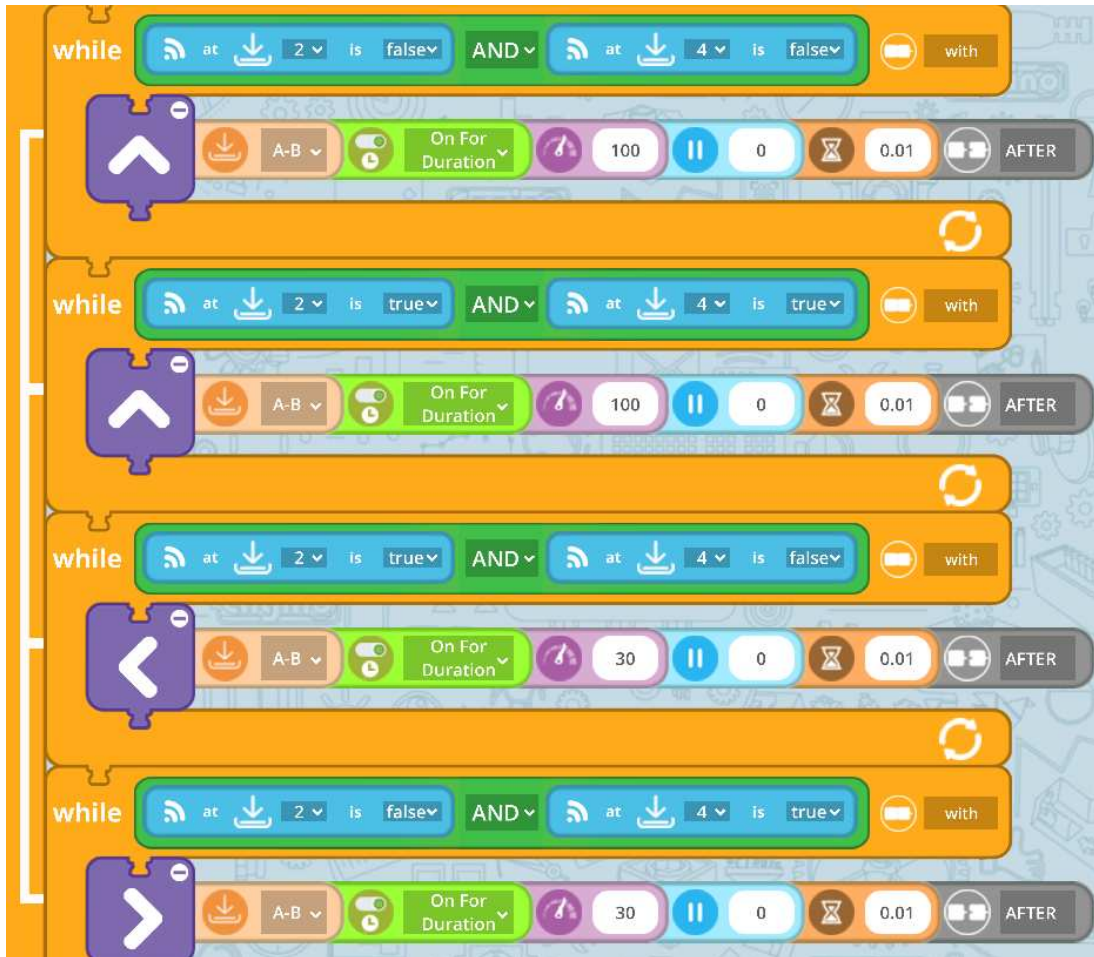 while at 2 is false AND at 4 is false with
A-B On For Duration 100 0 0.01 AFTER
while at 2 is true AND at 4 is true with
A-B On For Duration 100 0 0.01 AFTER
while at 2 is true AND at 4 is false with
A-B On For Duration 30 0 0.01 AFTER
while at 2 is false AND at 4 is true with
A-B On For Duration 30 0 0.01 AFTER